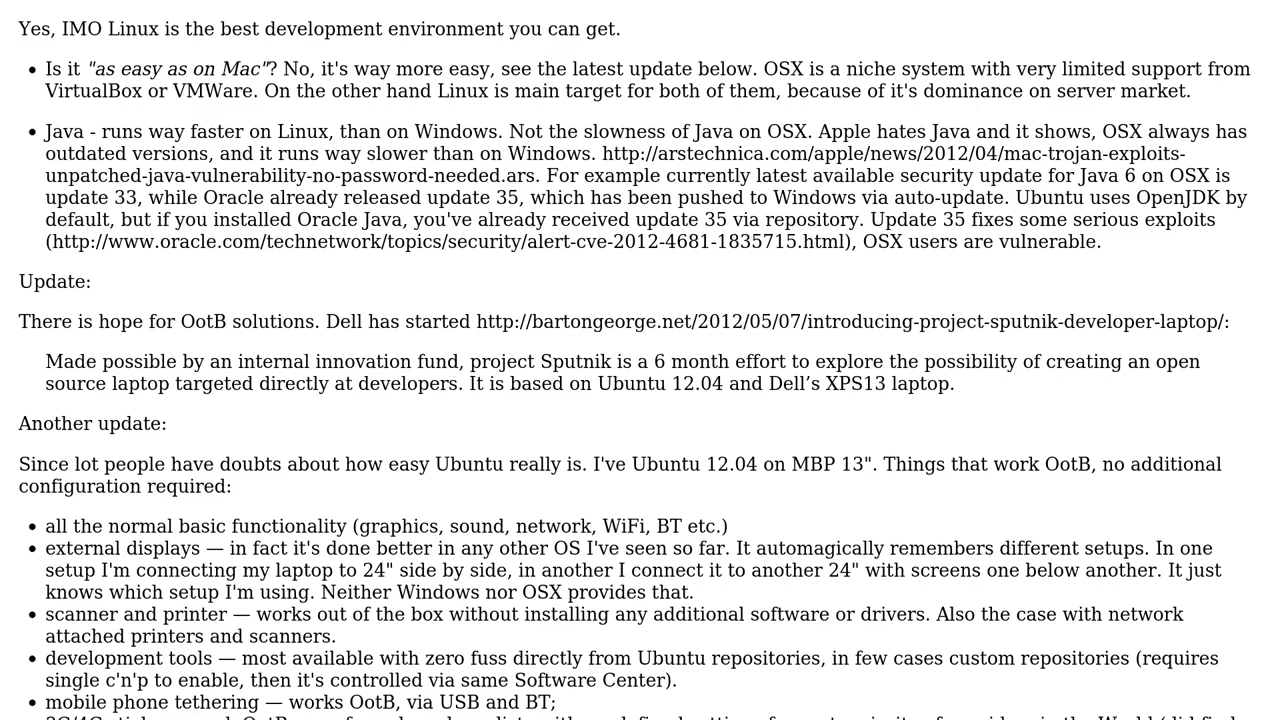 Yes, IMO Linux is the best development environment you can get.
• Is it "as easy as on Mac"? No, it's way more easy, see the latest update below. OSX is a niche system with very limited support from
VirtualBox or VMWare. On the other hand Linux is main target for both of them, because of it's dominance on server market.
• Java - runs way faster on Linux, than on Windows. Not the slowness of Java on OSX. Apple hates Java and it shows, OSX always has
outdated versions, and it runs way slower than on Windows. http://arstechnica.com/apple/news/2012/04/mac-trojan-exploits-
unpatched-java-vulnerability-no-password-needed.ars. For example currently latest available security update for Java 6 on OSX is
update 33, while Oracle already released update 35, which has been pushed to Windows via auto-update. Ubuntu uses OpenJDK by
default, but if you installed Oracle Java, you've already received update 35 via repository. Update 35 fixes some serious exploits
(http://www.oracle.com/technetwork/topics/security/alert-cve-2012-4681-1835715.html), OSX users are vulnerable.
Update:
There is hope for OotB solutions. Dell has started http://bartongeorge.net/2012/05/07/introducing-project-sputnik-developer-laptop/:
Made possible by an internal innovation fund, project Sputnik is a 6 month effort to explore the possibility of creating an open
source laptop targeted directly at developers. It is based on Ubuntu 12.04 and Dell’s XPS13 laptop.
Another update:
Since lot people have doubts about how easy Ubuntu really is. I've Ubuntu 12.04 on MBP 13". Things that work OotB, no additional
configuration required:
• all the normal basic functionality (graphics, sound, network, WiFi, BT etc.)
• external displays — in fact it's done better in any other OS I've seen so far. It automagically remembers different setups. In one
setup I'm connecting my laptop to 24" side by side, in another I connect it to another 24" with screens one below another. It just
knows which setup I'm using. Neither Windows nor OSX provides that.
• scanner and printer — works out of the box without installing any additional software or drivers. Also the case with network
attached printers and scanners.
• development tools — most available with zero fuss directly from Ubuntu repositories, in few cases custom repositories (requires
single c'n'p to enable, then it's controlled via same Software Center).
• mobile phone tethering — works OotB, via USB and BT;